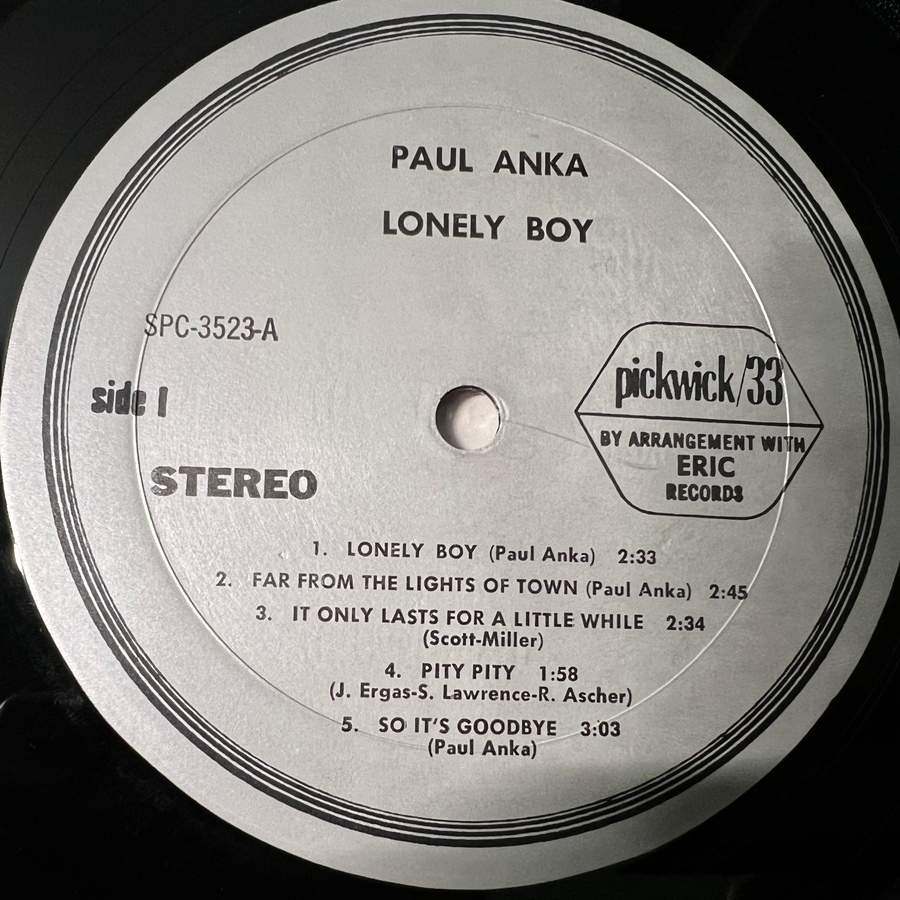 PAUL ANKA
LONELY BOY
SPC-3523-A
side 1
STEREO
pickwick/33
BY ARRANGEMENT WITH
ERIC
RECORDS
1. LONELY BOY (Paul Anka) 2:33
2. FAR FROM THE LIGHTS OF TOWN (Paul Anka) 2:45
3. IT ONLY LASTS FOR A LITTLE WHILE 2:34
(Scott-Miller)
4. PITY PITY 1:58
(J. Ergas-S. Lawrence-R. Ascher)
5. SO IT'S GOODBYE 3:03
(Paul Anka)